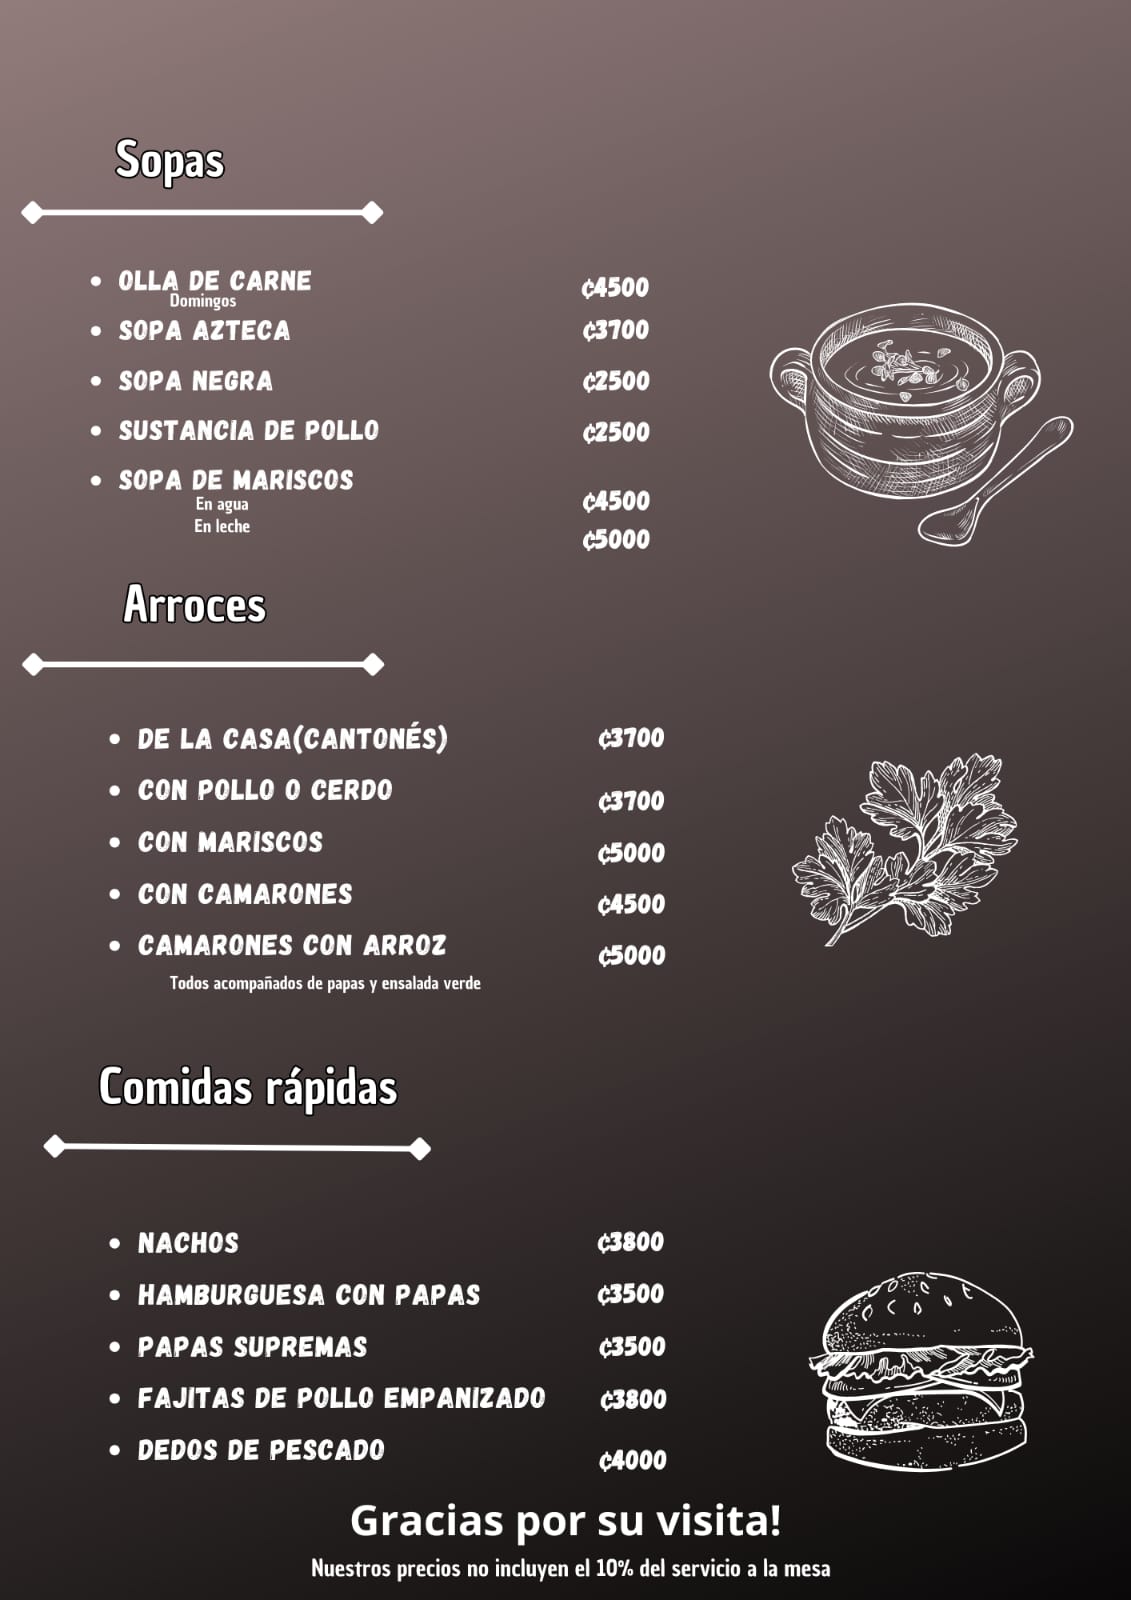 Sopas
OLLA DE CARNE ₡4500
Domingos
SOPA AZTECA ₡3700
SOPA NEGRA ₡2500
SUSTANCIA DE POLLO ₡2500
SOPA DE MARISCOS
En agua ₡4500
En leche ₡5000
Arroces
DE LA CASA(CANTONÉS) ₡3700
CON POLLO O CERDO ₡3700
CON MARISCOS ₡5000
CON CAMARONES ₡4500
CAMARONES CON ARROZ ₡5000
Todos acompañados de papas y ensalada verde
Comidas rápidas
NACHOS ₡3800
HAMBURGUESA CON PAPAS ₡3500
PAPAS SUPREMAS ₡3500
FAJITAS DE POLLO EMPANIZADO ₡3800
DEDOS DE PESCADO ₡4000
Gracias por su visita!
Nuestros precios no incluyen el 10% del servicio a la mesa